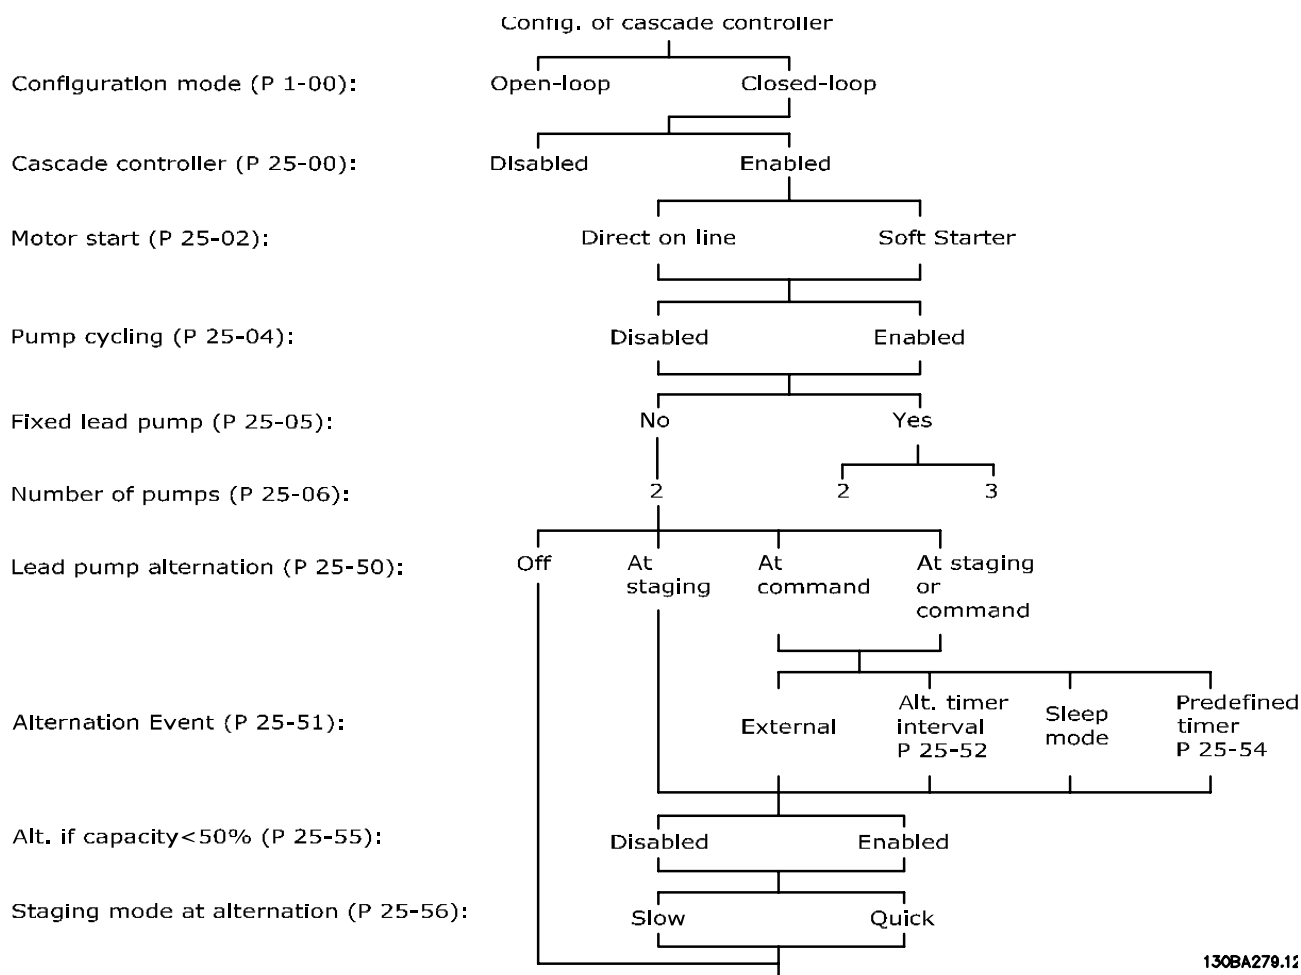 Config. of cascade controller
Configuration mode (P 1-00):
Open-loop
Closed-loop
Cascade controller (P 25-00):
Disabled
Enabled
Motor start (P 25-02):
Direct on line
Soft Starter
Pump cycling (P 25-04):
Disabled
Enabled
Fixed lead pump (P 25-05):
No
Yes
Number of pumps (P 25-06):
2
2
3
Lead pump alternation (P 25-50):
Off
At
staging
At
command
At staging
or
command
Alternation Event (P 25-51):
External
Alt. timer
interval
P 25-52
Sleep
mode
Predefined
timer
P 25-54
Alt. if capacity<50% (P 25-55):
Disabled
Enabled
Staging mode at alternation (P 25-56):
Slow
Quick
130BA279.12